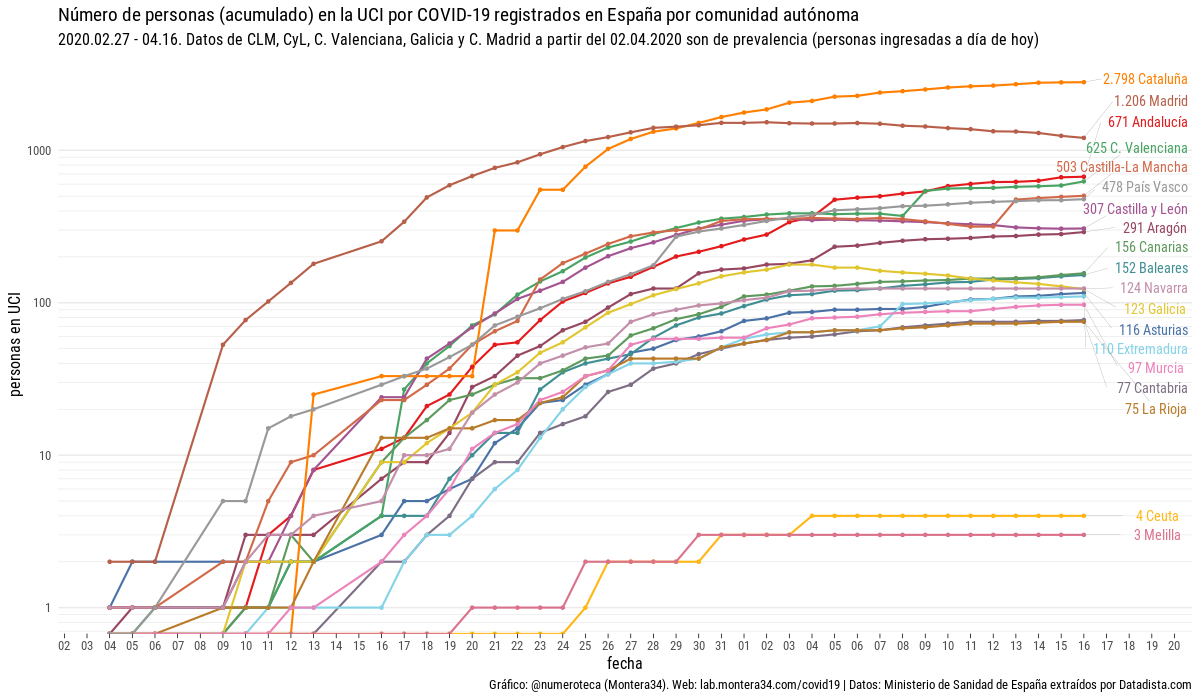 Número de personas (acumulado) en la UCI por COVID-19 registrados en España por comunidad autónoma
2020.02.27 - 04.16. Datos de CLM, CyL, C. Valenciana, Galicia y C. Madrid a partir del 02.04.2020 son de prevalencia (personas ingresadas a día de hoy)
personas en UCI
1000
100
10
1
2.798 Cataluña
1.206 Madrid
671 Andalucía
625 C. Valenciana
503 Castilla-La Mancha
478 País Vasco
307 Castilla y León
291 Aragón
156 Canarias
152 Baleares
124 Navarra
123 Galicia
116 Asturias
110 Extremadura
97 Murcia
77 Cantabria
75 La Rioja
4 Ceuta
3 Melilla
02 03 04 05 06 07 08 09 10 11 12 13 14 15 16 17 18 19 20 21 22 23 24 25 26 27 28 29 30 31 01 02 03 04 05 06 07 08 09 10 11 12 13 14 15 16 17 18 19 20
fecha
Gráfico: @numeroteca (Montera34). Web: lab.montera34.com/covid19 | Datos: Ministerio de Sanidad de España extraídos por Datadista.com